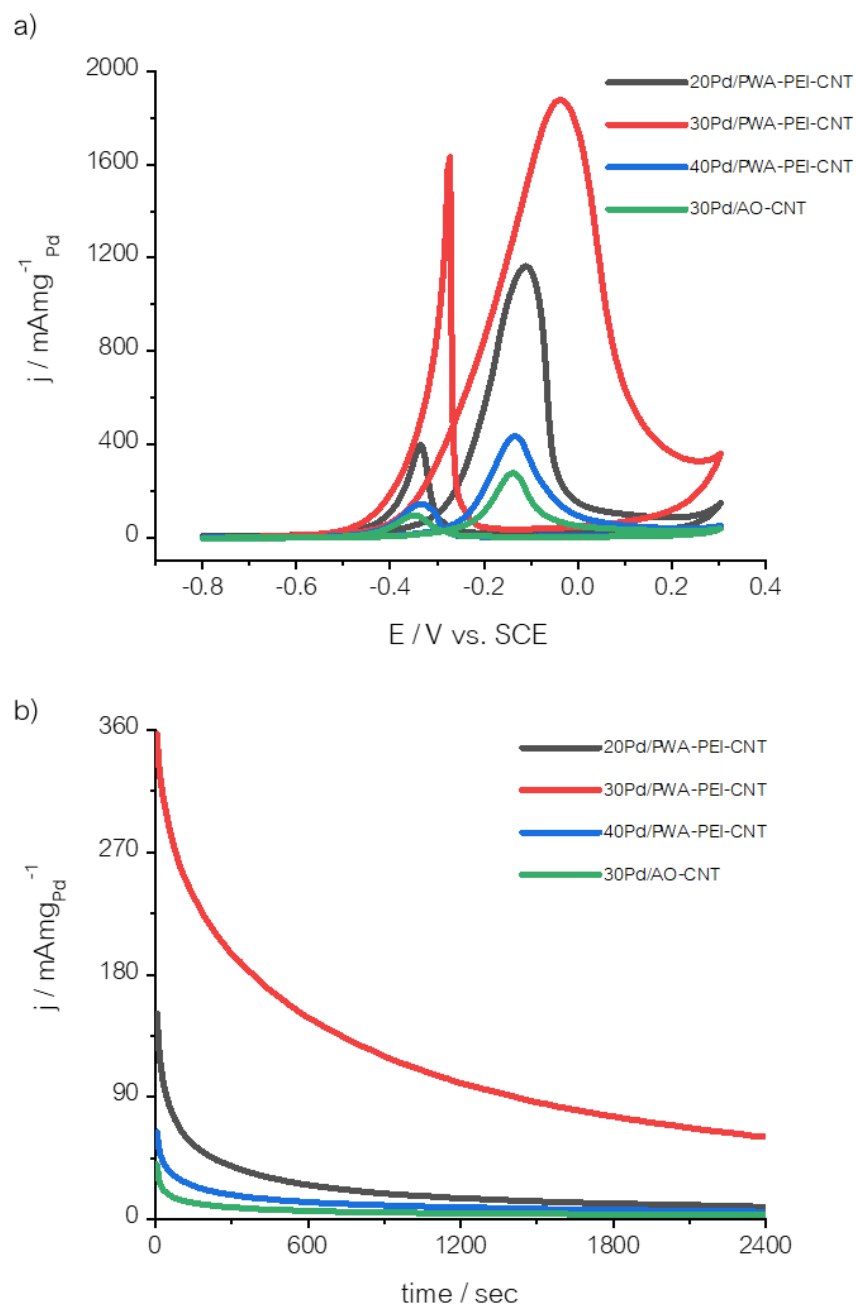 a)
2000
1600
1200
800
400
0
j / mAmg⁻¹ Pd
20Pd/PWA-PEI-CNT
30Pd/PWA-PEI-CNT
40Pd/PWA-PEI-CNT
30Pd/AO-CNT
-0.8 -0.6 -0.4 -0.2 0.0 0.2 0.4
E / V vs. SCE
b)
360
270
180
90
0
j / mAmgPd⁻¹
20Pd/PWA-PEI-CNT
30Pd/PWA-PEI-CNT
40Pd/PWA-PEI-CNT
30Pd/AO-CNT
0 600 1200 1800 2400
time / sec